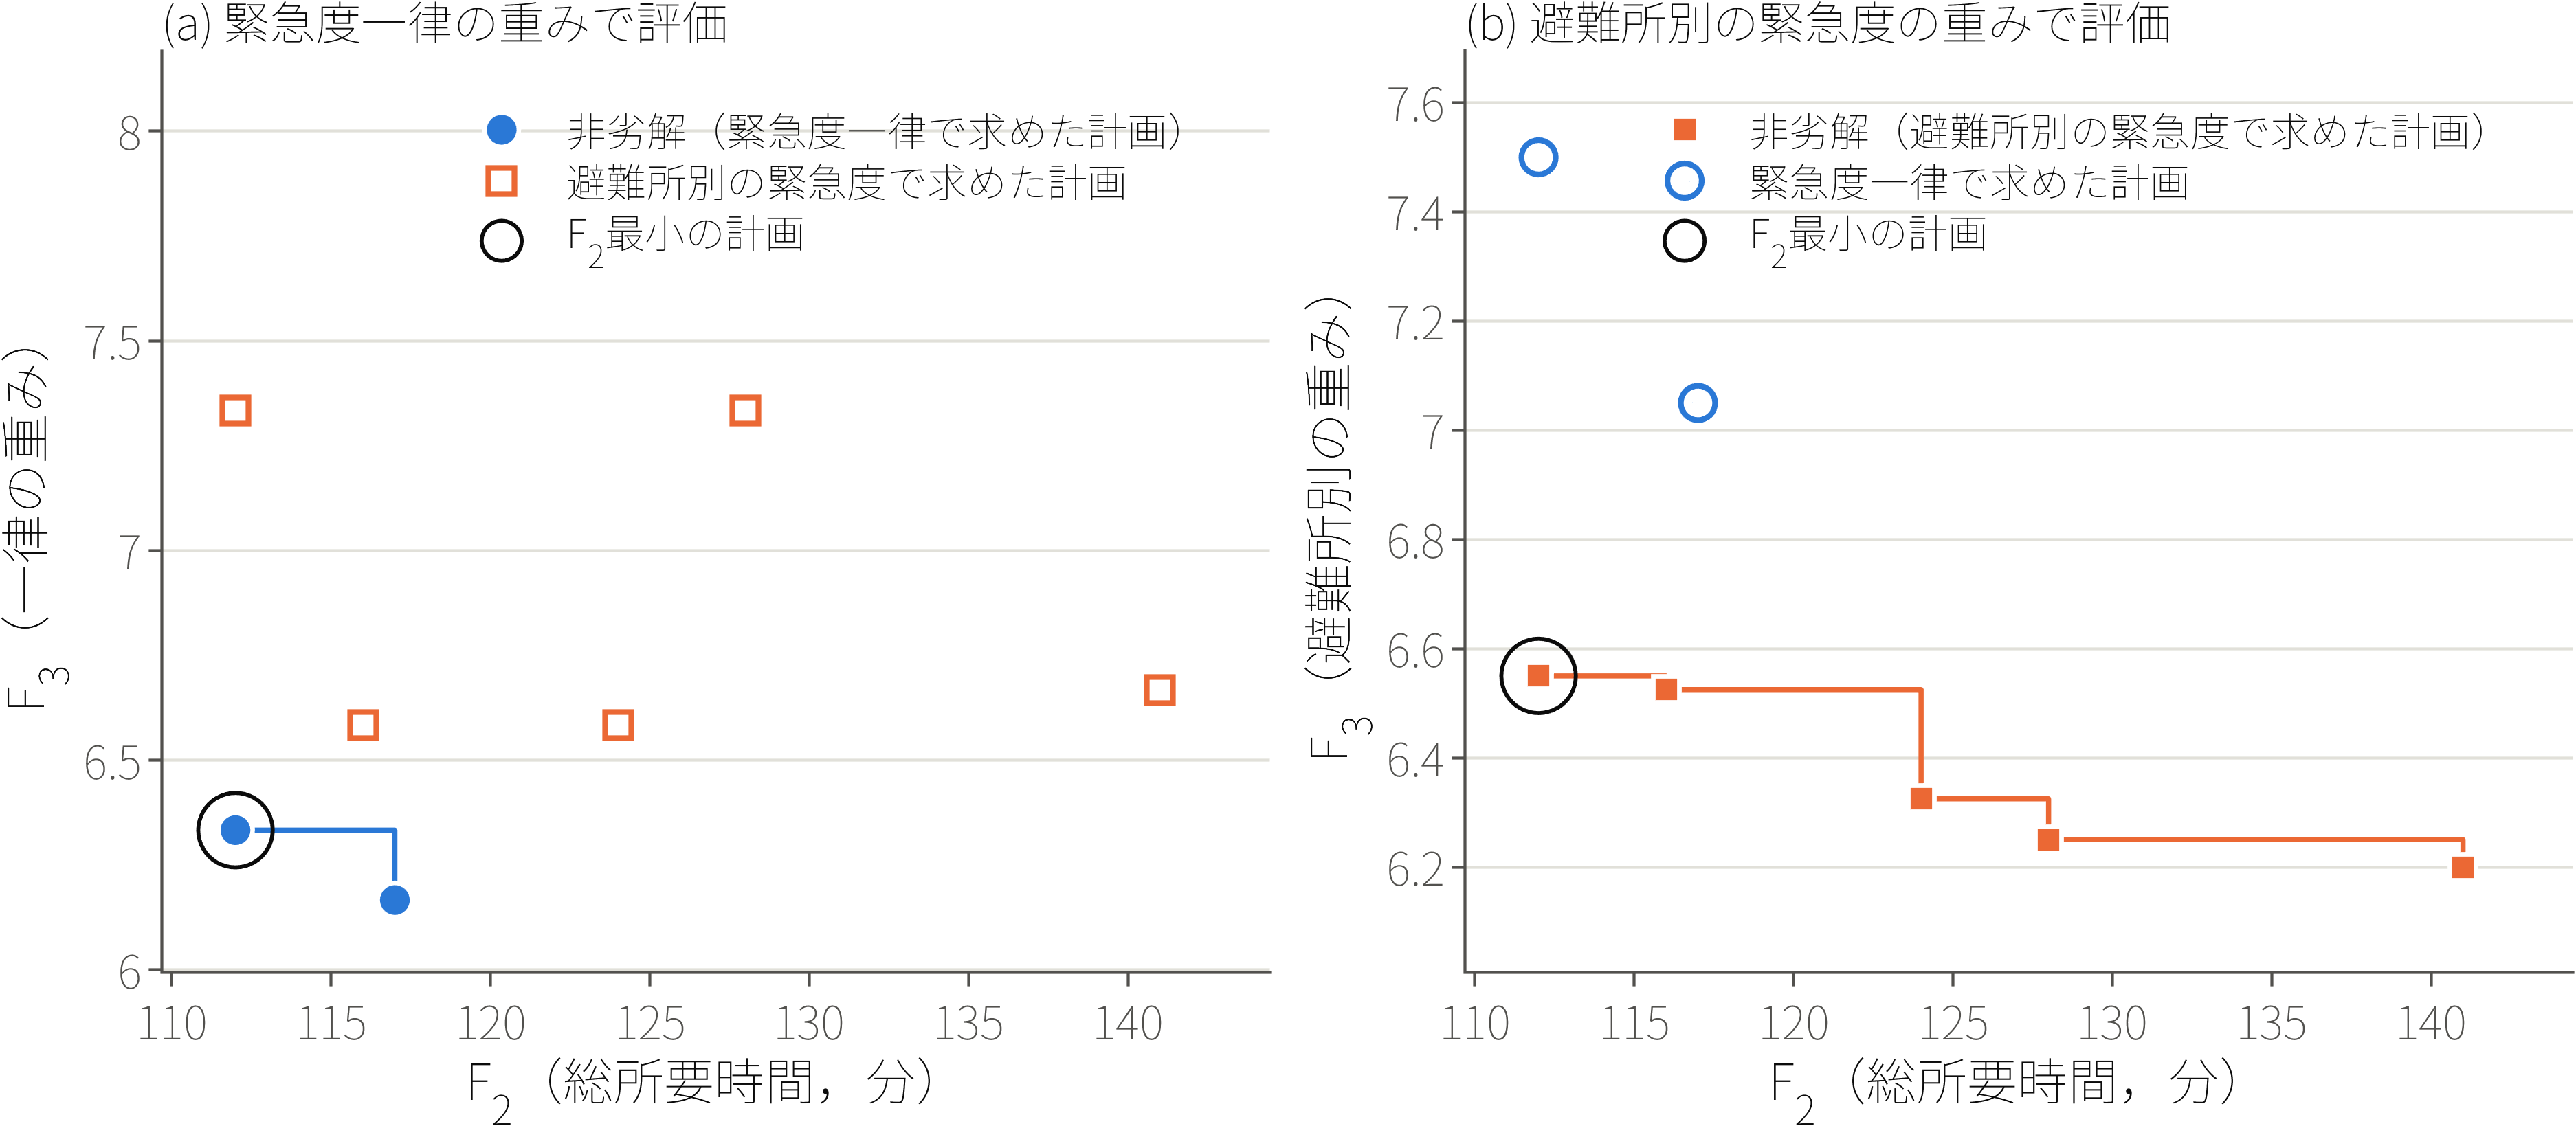 (a) 緊急度一律の重みで評価
非劣解（緊急度一律で求めた計画）
避難所別の緊急度で求めた計画
F2最小の計画
8
7.5
7
6.5
6
F3（一律の重み）
110 115 120 125 130 135 140
F2（総所要時間，分）
(b) 避難所別の緊急度の重みで評価
非劣解（避難所別の緊急度で求めた計画）
緊急度一律で求めた計画
F2最小の計画
7.6
7.4
7.2
7
6.8
6.6
6.4
6.2
F3（避難所別の重み）
110 115 120 125 130 135 140
F2（総所要時間，分）